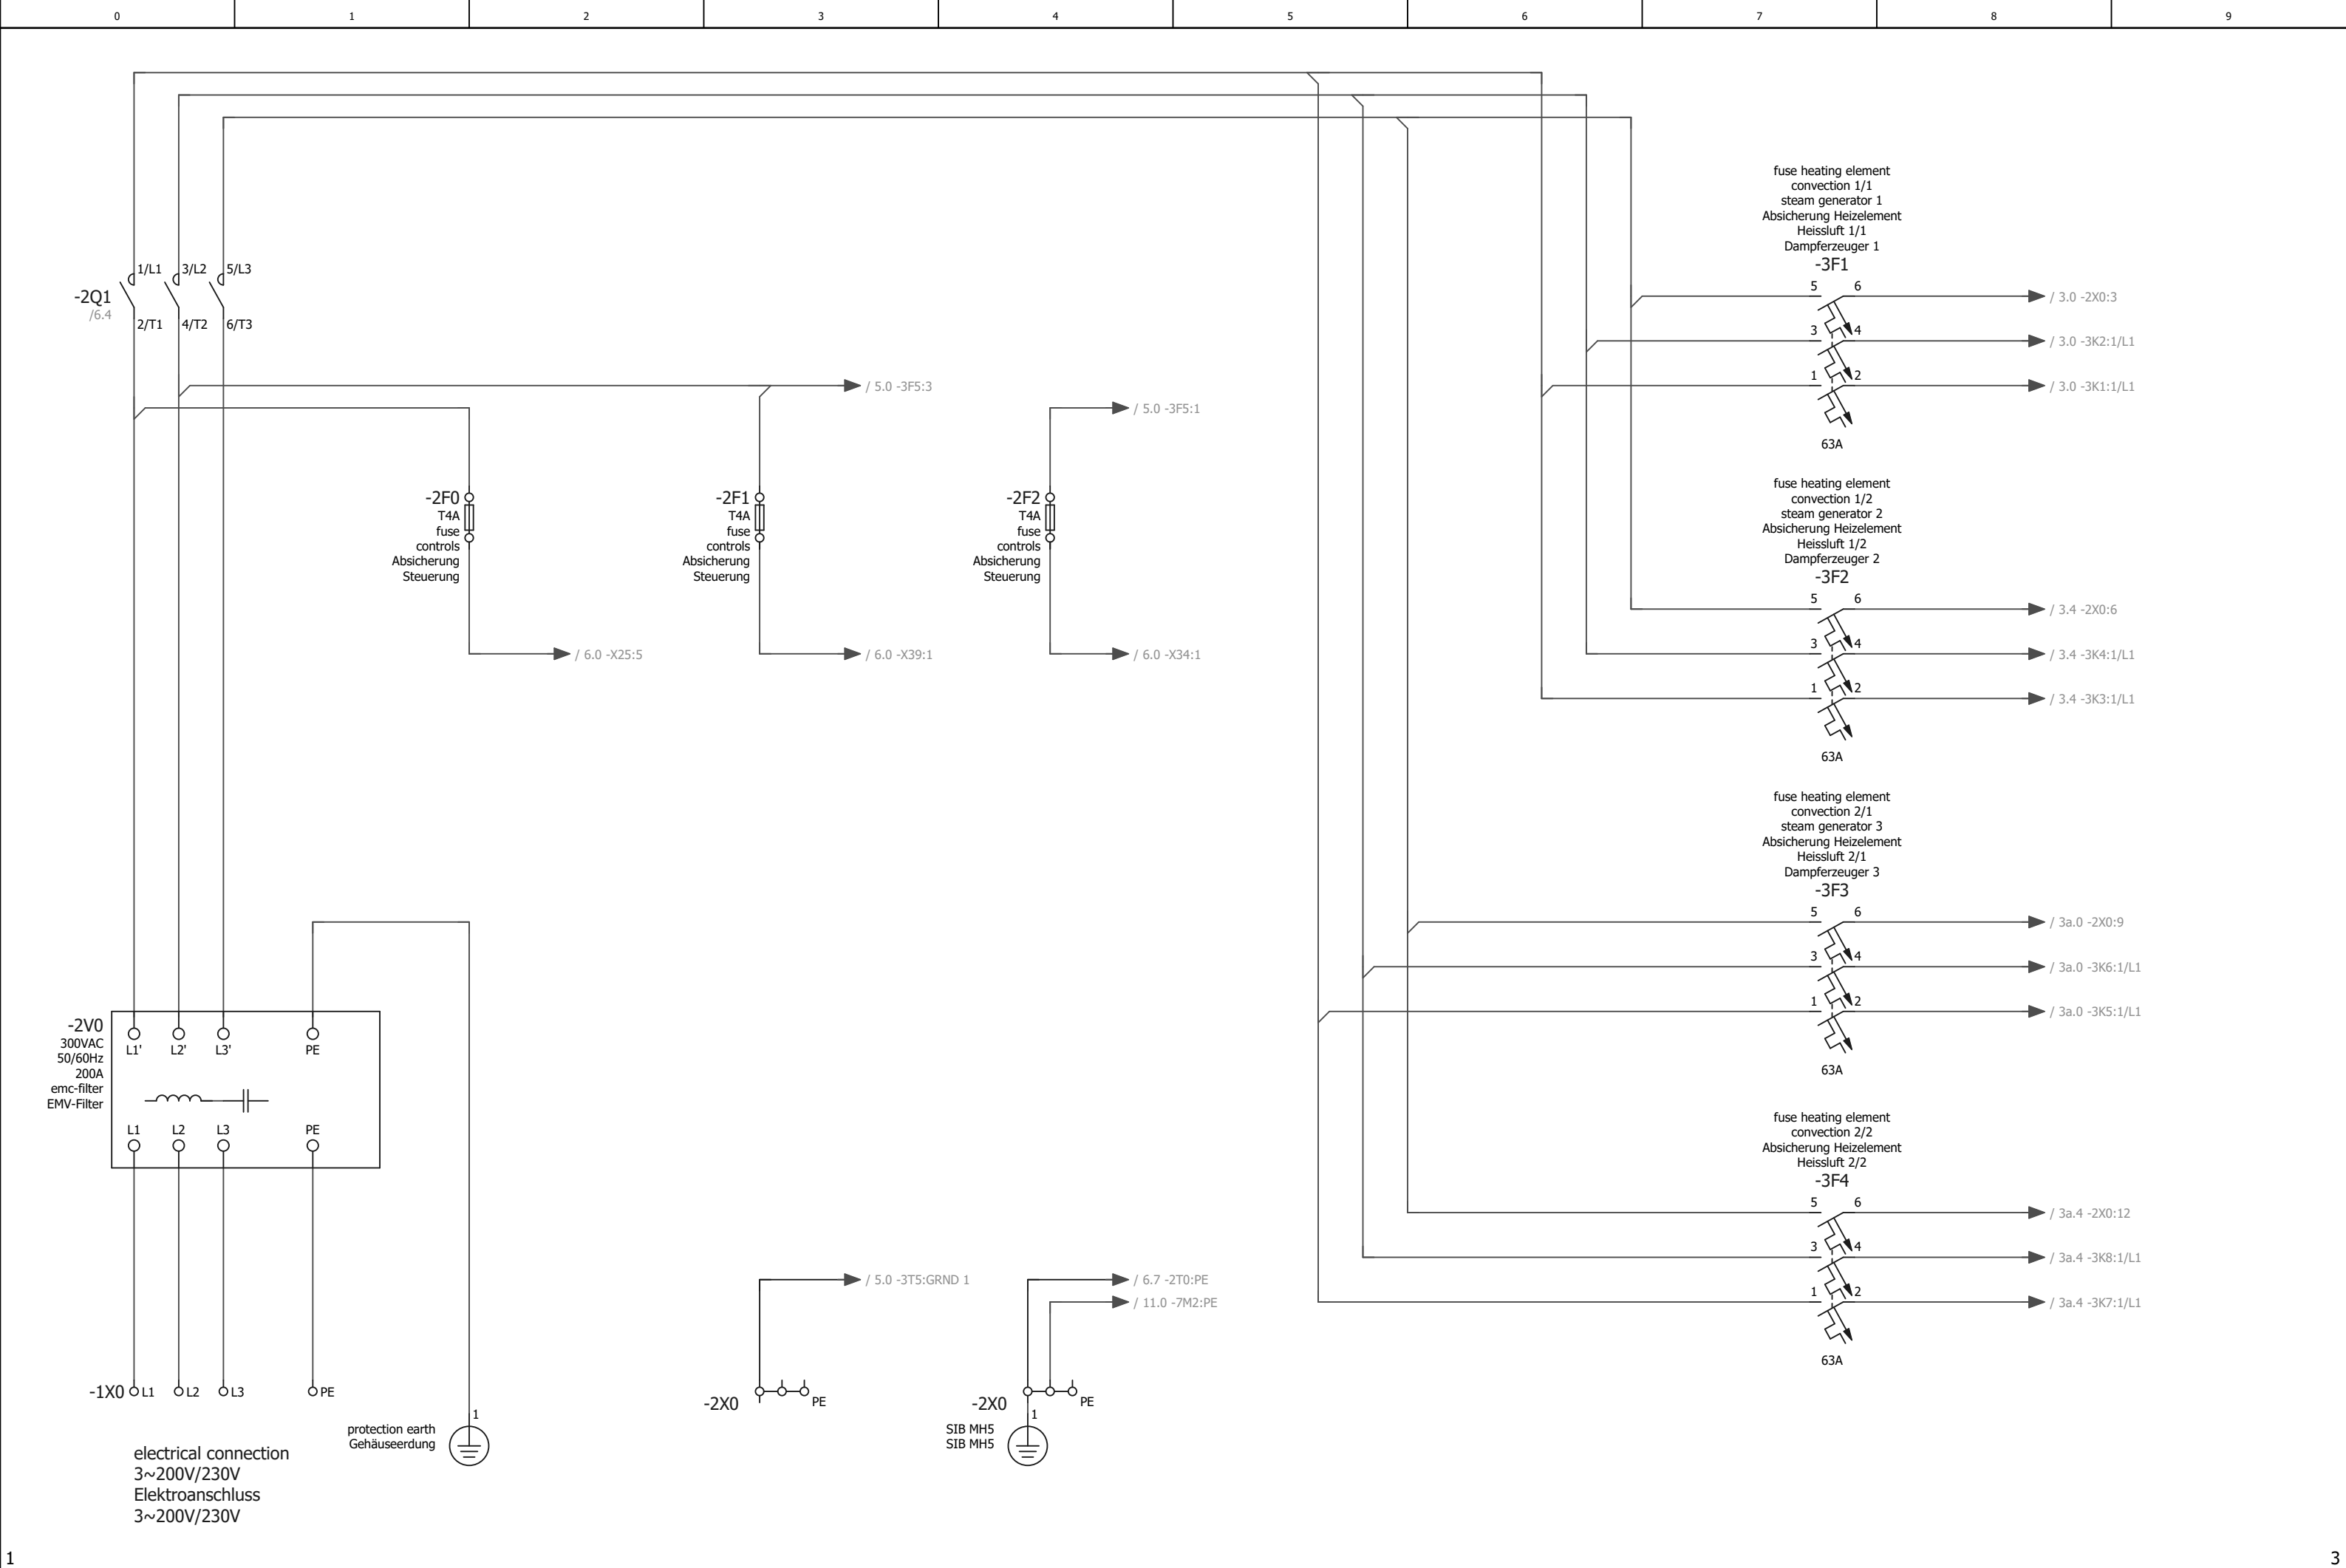 0 1 2 3 4 5 6 7 8 9
fuse heating element
convection 1/1
steam generator 1
Absicherung Heizelement
Heissluft 1/1
Dampferzeuger 1
-3F1
5 6 / 3.0 -2X0:3
3 4 / 3.0 -3K2:1/L1
1 2 / 3.0 -3K1:1/L1
63A
-2Q1
/6.4
1/L1 3/L2 5/L3
2/T1 4/T2 6/T3
/ 5.0 -3F5:3
/ 5.0 -3F5:1
-2F0
T4A
fuse
controls
Absicherung
Steuerung
/ 6.0 -X25:5
-2F1
T4A
fuse
controls
Absicherung
Steuerung
/ 6.0 -X39:1
-2F2
T4A
fuse
controls
Absicherung
Steuerung
/ 6.0 -X34:1
fuse heating element
convection 1/2
steam generator 2
Absicherung Heizelement
Heissluft 1/2
Dampferzeuger 2
-3F2
5 6 / 3.4 -2X0:6
3 4 / 3.4 -3K4:1/L1
1 2 / 3.4 -3K3:1/L1
63A
fuse heating element
convection 2/1
steam generator 3
Absicherung Heizelement
Heissluft 2/1
Dampferzeuger 3
-3F3
5 6 / 3a.0 -2X0:9
3 4 / 3a.0 -3K6:1/L1
1 2 / 3a.0 -3K5:1/L1
63A
-2V0
300VAC
50/60Hz
200A
emc-filter
EMV-Filter
L1' L2' L3' PE
L1 L2 L3 PE
fuse heating element
convection 2/2
Absicherung Heizelement
Heissluft 2/2
-3F4
5 6 / 3a.4 -2X0:12
3 4 / 3a.4 -3K8:1/L1
1 2 / 3a.4 -3K7:1/L1
63A
/ 5.0 -3T5:GRND 1
/ 6.7 -2T0:PE
/ 11.0 -7M2:PE
-1X0 L1 L2 L3 PE
-2X0 PE
-2X0 PE
1
protection earth
Gehäuseerdung
1
SIB MH5
SIB MH5
electrical connection
3~200V/230V
Elektroanschluss
3~200V/230V
1 3